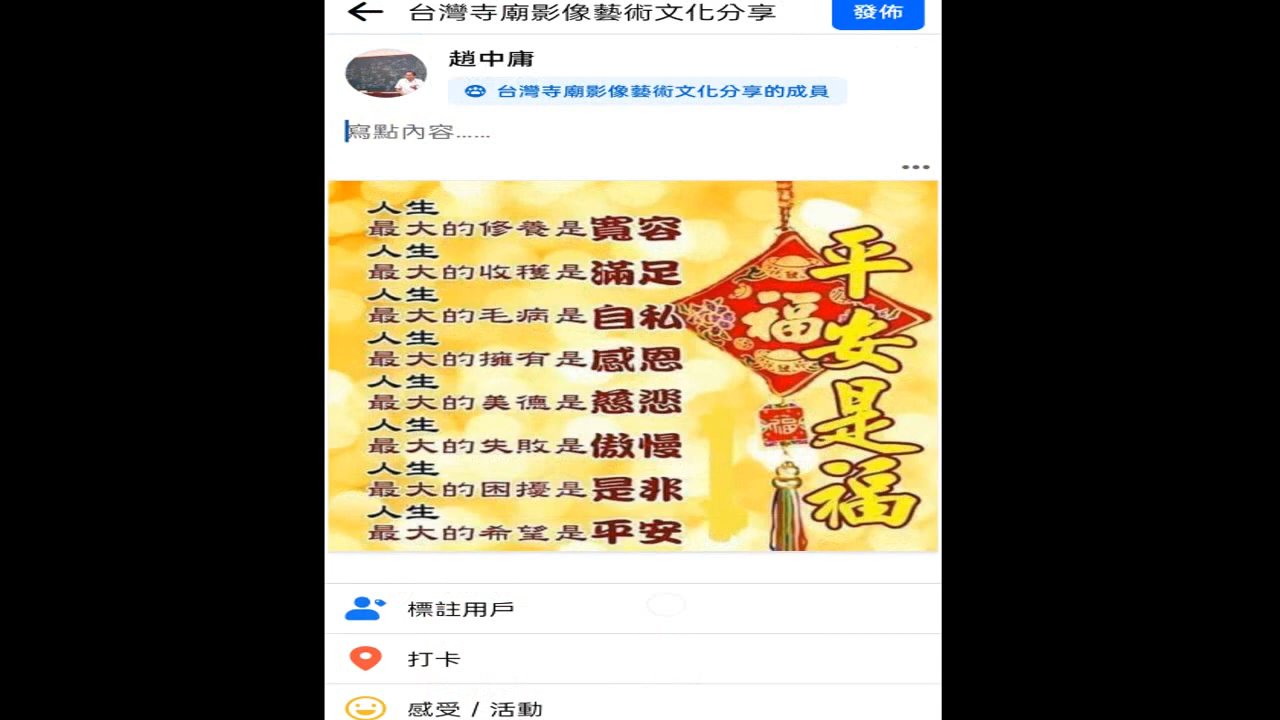 台灣寺廟影像藝術文化分享
發佈
趙中庸
台灣寺廟影像藝術文化分享的成員
寫點內容......
人生
最大的修養是寬容
人生
最大的收穫是滿足
人生
最大的毛病是自私
人生
最大的擁有是感恩
人生
最大的美德是慈悲
人生
最大的失敗是傲慢
人生
最大的困擾是是非
人生
最大的希望是平安
福
福
平安是福
標註用戶
打卡
感受 / 活動